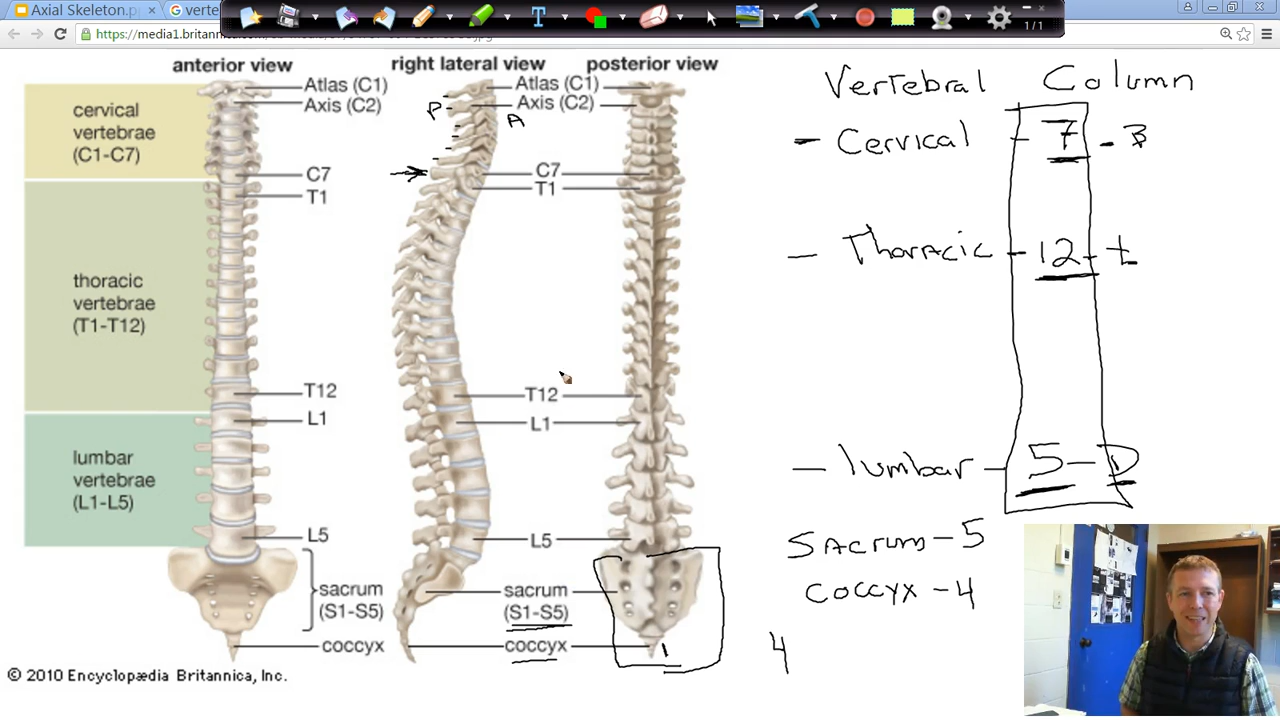 Axial Skeleton.p
verte
1/1
https://media1.britannica.
anterior view
right lateral view
posterior view
cervical
vertebrae
(C1-C7)
thoracic
vertebrae
(T1-T12)
lumbar
vertebrae
(L1-L5)
Atlas (C1)
Axis (C2)
C7
T1
T12
L1
L5
sacrum
(S1-S5)
coccyx
P
A
Atlas (C1)
Axis (C2)
C7
T1
T12
L1
L5
sacrum
(S1-S5)
coccyx
© 2010 Encyclopædia Britannica, Inc.
Vertebral Column
- Cervical - 7 - B
- Thoracic - 12 - L
- lumbar - 5 - D
Sacrum - 5
Coccyx - 4
4